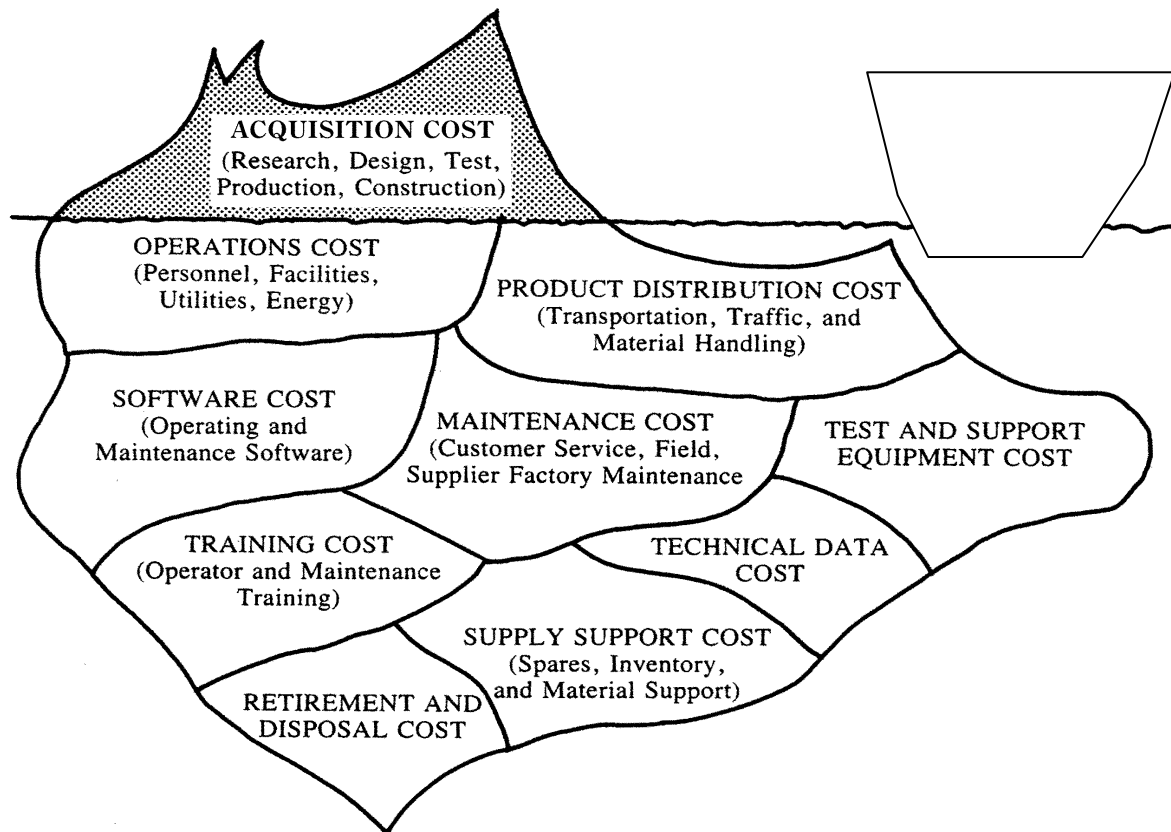 ACQUISITION COST
(Research, Design, Test,
Production, Construction)
OPERATIONS COST
(Personnel, Facilities,
Utilities, Energy)
PRODUCT DISTRIBUTION COST
(Transportation, Traffic, and
Material Handling)
SOFTWARE COST
(Operating and
Maintenance Software)
MAINTENANCE COST
(Customer Service, Field,
Supplier Factory Maintenance
TEST AND SUPPORT
EQUIPMENT COST
TRAINING COST
(Operator and Maintenance
Training)
TECHNICAL DATA
COST
SUPPLY SUPPORT COST
(Spares, Inventory,
and Material Support)
RETIREMENT AND
DISPOSAL COST